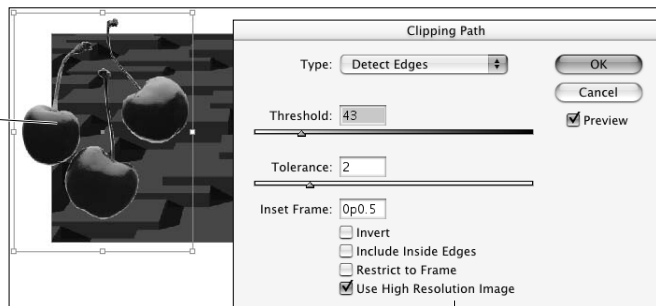 Clipping Path
Type: Detect Edges
OK
Cancel
Preview
Threshold: 43
Tolerance: 2
Inset Frame: 0p0.5
Invert
Include Inside Edges
Restrict to Frame
Use High Resolution Image